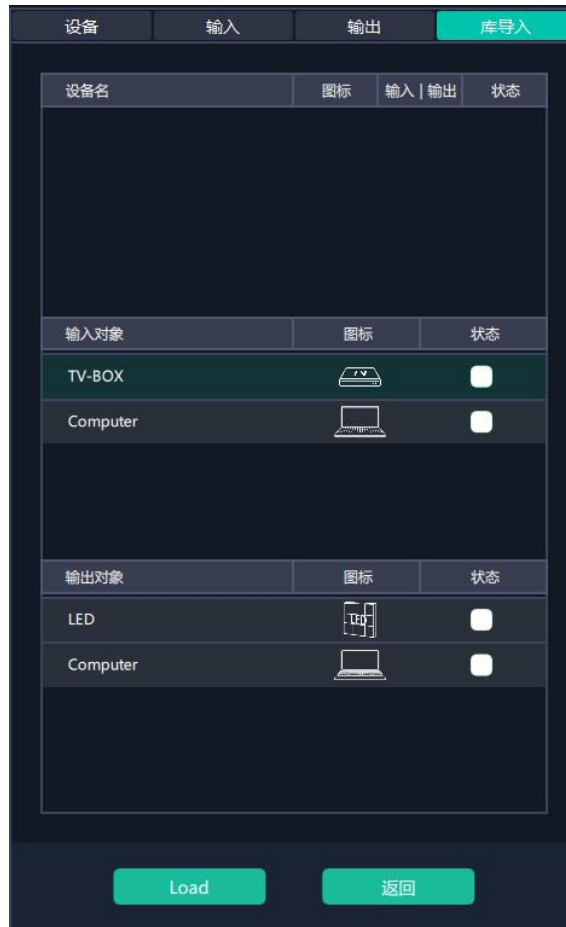 设备 输入 输出 库导入
设备名 图标 输入 | 输出 状态
输入对象 图标 状态
TV-BOX TV
Computer
输出对象 图标 状态
LED LED
Computer
Load 返回